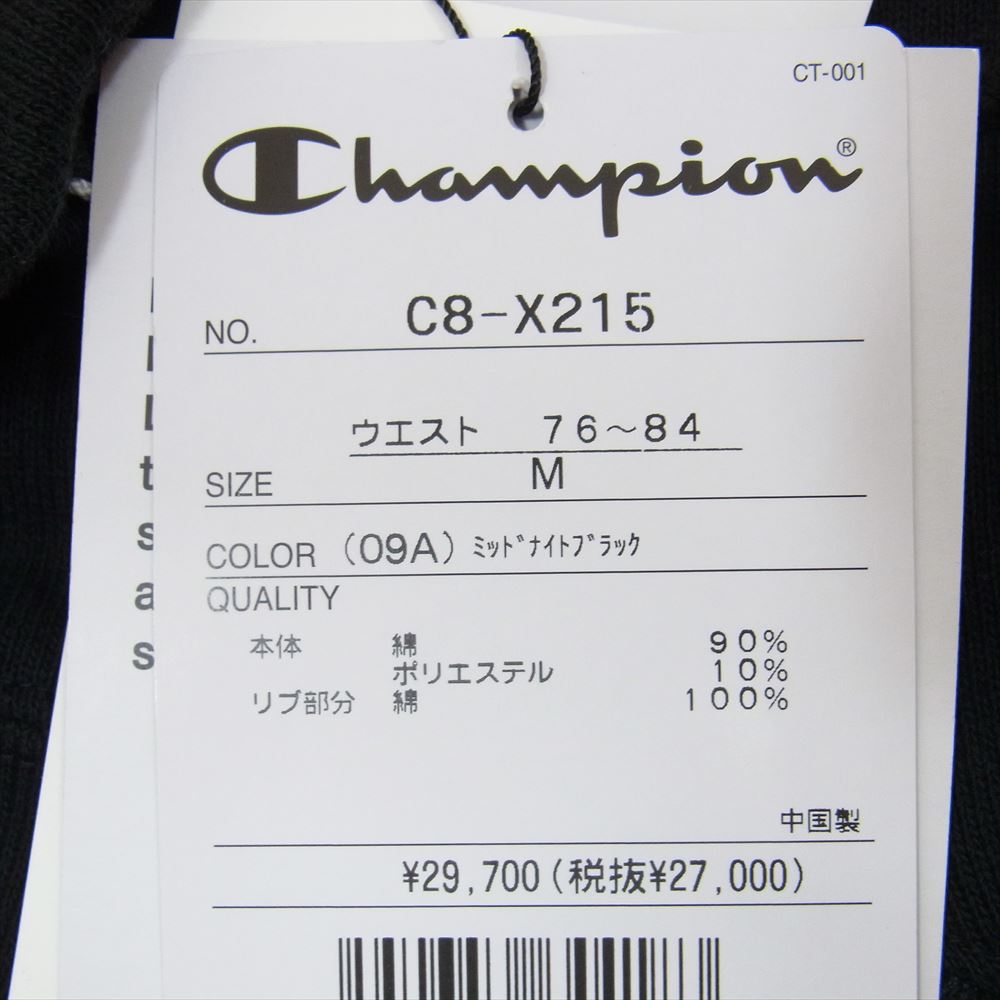 CT-001
Champion®
NO. C8-X215
ウエスト 76～84
SIZE M
COLOR (09A) ﾐｯﾄﾞﾅｲﾄﾌﾞﾗｯｸ
QUALITY
本体 綿 90%
ポリエステル 10%
リブ部分 綿 100%
中国製
¥29,700(税抜¥27,000)
t
s
a
s